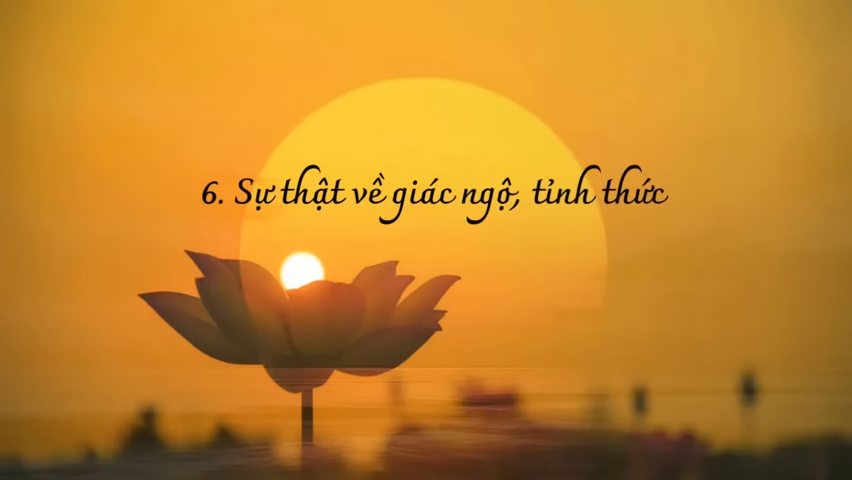 6. Sự thật về giác ngộ, tỉnh thức